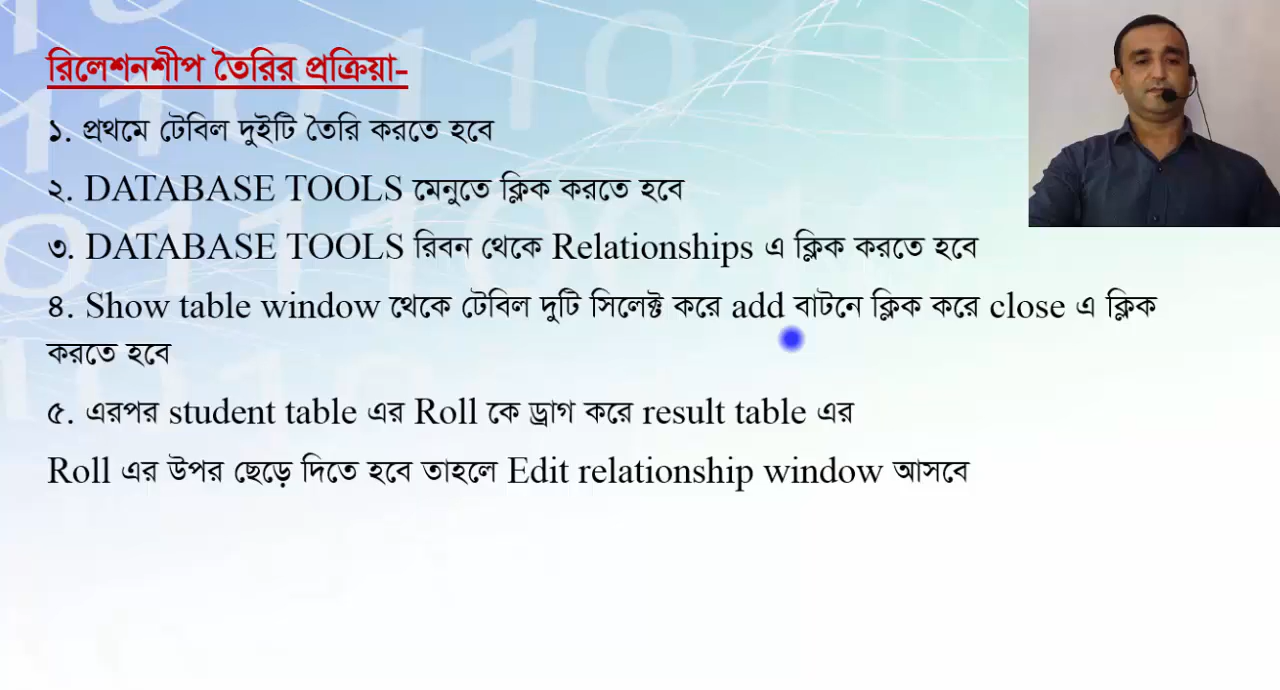 রিলেশনশীপ তৈরির প্রক্রিয়া-
১. প্রথমে টেবিল দুইটি তৈরি করতে হবে
২. DATABASE TOOLS মেনুতে ক্লিক করতে হবে
৩. DATABASE TOOLS রিবন থেকে Relationships এ ক্লিক করতে হবে
৪. Show table window থেকে টেবিল দুটি সিলেক্ট করে add বাটনে ক্লিক করে close এ ক্লিক
করতে হবে
৫. এরপর student table এর Roll কে ড্রাগ করে result table এর
Roll এর উপর ছেড়ে দিতে হবে তাহলে Edit relationship window আসবে